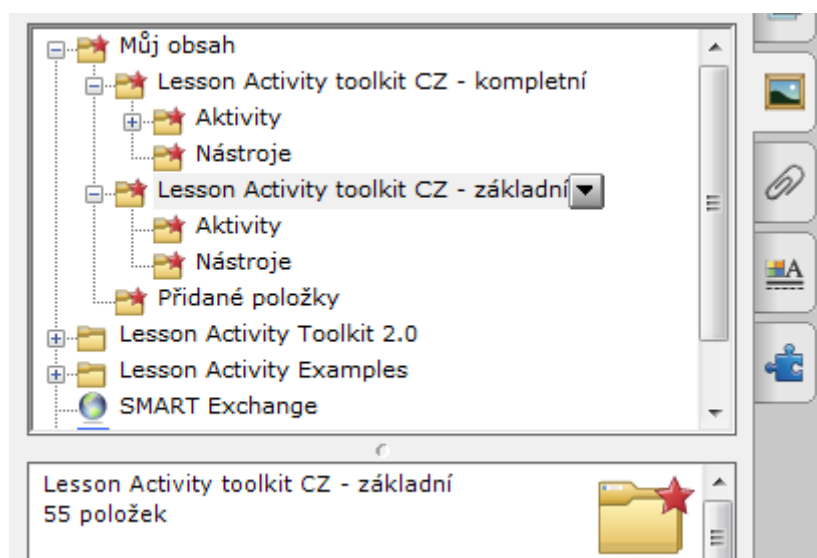 Můj obsah
Lesson Activity toolkit CZ - kompletní
Aktivity
Nástroje
Lesson Activity toolkit CZ - základní
Aktivity
Nástroje
Přidané položky
Lesson Activity Toolkit 2.0
Lesson Activity Examples
SMART Exchange
A
Lesson Activity toolkit CZ - základní
55 položek